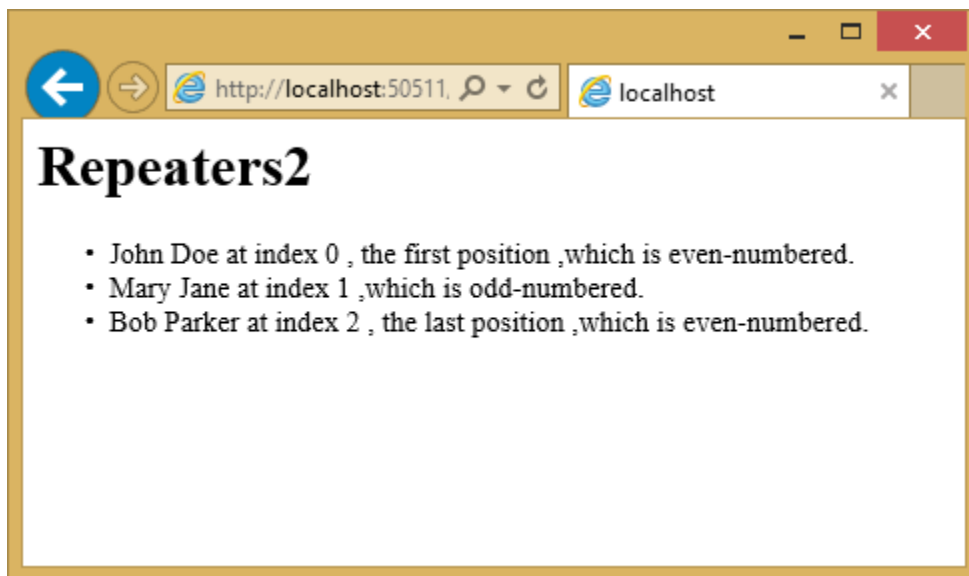 http://localhost:50511,
localhost
Repeaters2
• John Doe at index 0 , the first position ,which is even-numbered.
• Mary Jane at index 1 ,which is odd-numbered.
• Bob Parker at index 2 , the last position ,which is even-numbered.